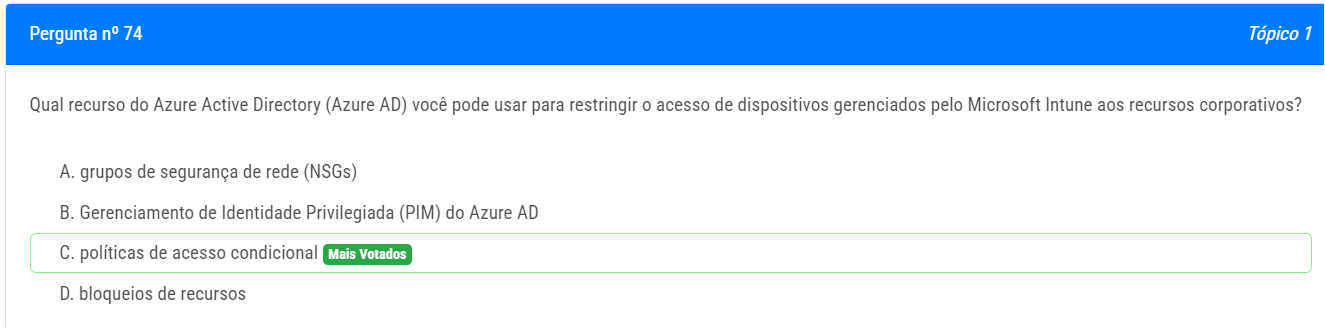 Pergunta nº 74
Tópico 1
Qual recurso do Azure Active Directory (Azure AD) você pode usar para restringir o acesso de dispositivos gerenciados pelo Microsoft Intune aos recursos corporativos?
A. grupos de segurança de rede (NSGs)
B. Gerenciamento de Identidade Privilegiada (PIM) do Azure AD
C. políticas de acesso condicional Mais Votados
D. bloqueios de recursos